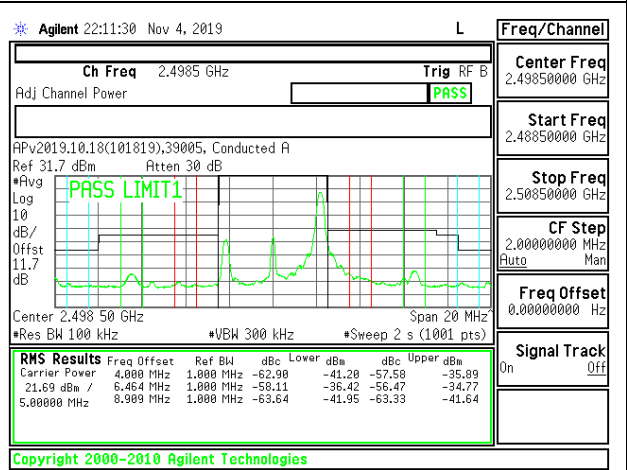 Agilent 22:11:30 Nov 4, 2019 L
Freq/Channel
Ch Freq 2.4985 GHz Trig RF B
Adj Channel Power PASS
APv2019.10.18(101819),39005, Conducted A
Ref 31.7 dBm Atten 30 dB
#Avg
Log
10
dB/
Offst
11.7
dB
PASS LIMIT1
Center 2.498 50 GHz Span 20 MHz
#Res BW 100 kHz #VBW 300 kHz #Sweep 2 s (1001 pts)
RMS Results Freq Offset Ref BW dBc Lower dBm dBc Upper dBm
Carrier Power 4.000 MHz 1.000 MHz -62.90 -41.20 -57.58 -35.89
21.69 dBm / 6.464 MHz 1.000 MHz -58.11 -36.42 -56.47 -34.77
5.00000 MHz 8.909 MHz 1.000 MHz -63.64 -41.95 -63.33 -41.64
Copyright 2000-2010 Agilent Technologies
Center Freq
2.49850000 GHz
Start Freq
2.48850000 GHz
Stop Freq
2.50850000 GHz
CF Step
2.00000000 MHz
Auto Man
Freq Offset
0.00000000 Hz
Signal Track
On Off